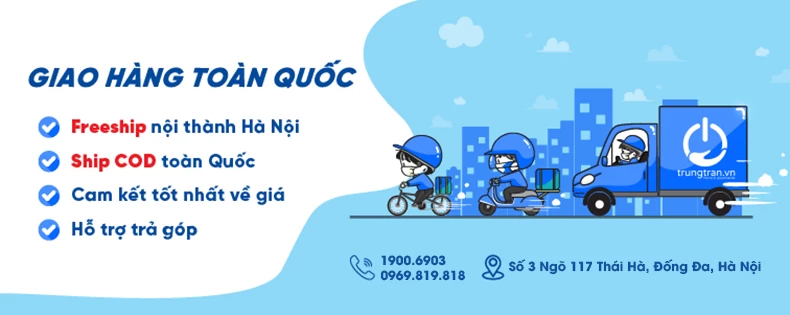 GIAO HÀNG TOÀN QUỐC
Freeship nội thành Hà Nội
Ship COD toàn Quốc
Cam kết tốt nhất về giá
Hỗ trợ trả góp
trungtran.vn
1900.6903
0969.819.818
Số 3 Ngõ 117 Thái Hà, Đống Đa, Hà Nội